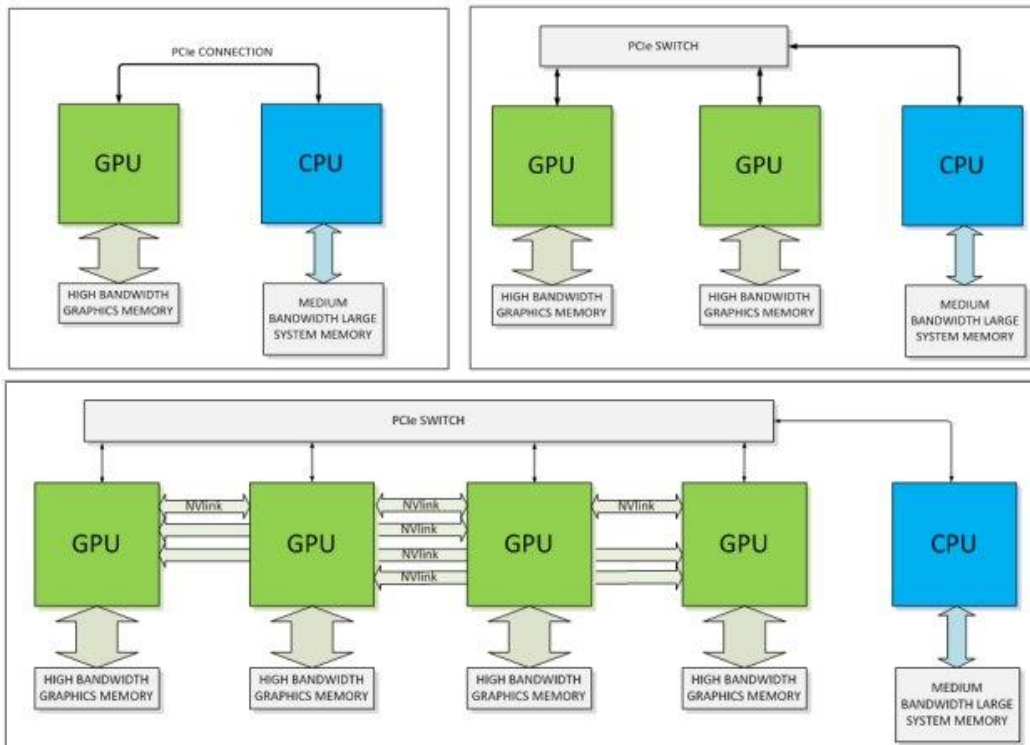 PCIe CONNECTION
GPU
CPU
HIGH BANDWIDTH
GRAPHICS MEMORY
MEDIUM
BANDWIDTH LARGE
SYSTEM MEMORY
PCIe SWITCH
GPU
GPU
CPU
HIGH BANDWIDTH
GRAPHICS MEMORY
HIGH BANDWIDTH
GRAPHICS MEMORY
MEDIUM
BANDWIDTH LARGE
SYSTEM MEMORY
PCIe SWITCH
NVlink
NVlink
NVlink
NVlink
NVlink
NVlink
GPU
GPU
GPU
GPU
CPU
HIGH BANDWIDTH
GRAPHICS MEMORY
HIGH BANDWIDTH
GRAPHICS MEMORY
HIGH BANDWIDTH
GRAPHICS MEMORY
HIGH BANDWIDTH
GRAPHICS MEMORY
MEDIUM
BANDWIDTH LARGE
SYSTEM MEMORY